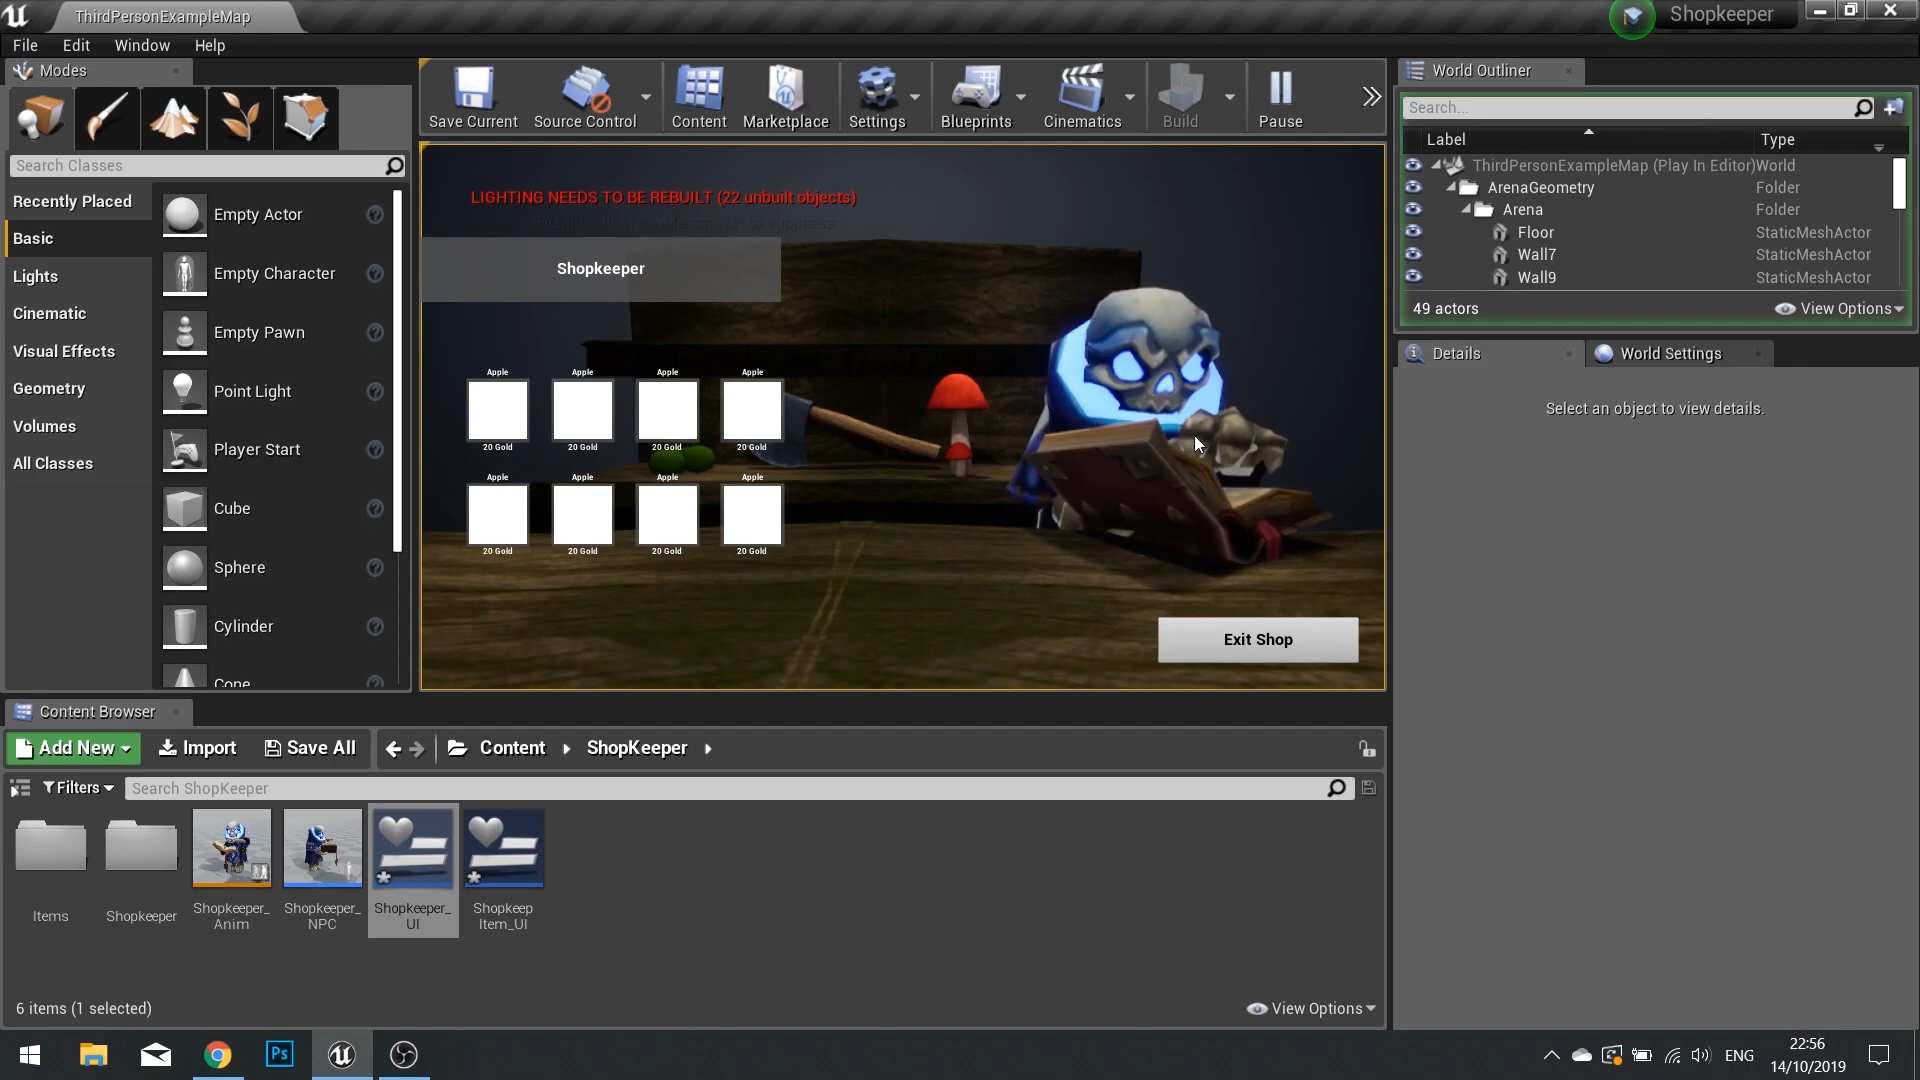 ThirdPersonExampleMap
Shopkeeper
File Edit Window Help
Modes
Search Classes
Recently Placed
Basic
Lights
Cinematic
Visual Effects
Geometry
Volumes
All Classes
Empty Actor
Empty Character
Empty Pawn
Point Light
Player Start
Cube
Sphere
Cylinder
Cone
Save Current Source Control Content Marketplace Settings Blueprints Cinematics Build Pause
LIGHTING NEEDS TO BE REBUILT (22 unbuilt objects)
'DisableAllScreenMessages' to suppress
Shopkeeper
Apple Apple Apple Apple
20 Gold 20 Gold 20 Gold 20 Gold
Apple Apple Apple Apple
20 Gold 20 Gold 20 Gold 20 Gold
Exit Shop
World Outliner
Search...
Label Type
ThirdPersonExampleMap (Play In Editor) World
ArenaGeometry Folder
Arena Folder
Floor StaticMeshActor
Wall7 StaticMeshActor
Wall9 StaticMeshActor
49 actors View Options
Details World Settings
Select an object to view details.
Content Browser
Add New Import Save All Content ShopKeeper
Filters Search ShopKeeper
Items
Shopkeeper
Shopkeeper_
Anim
Shopkeeper_
NPC
Shopkeeper_
UI
Shopkeep
Item_UI
6 items (1 selected) View Options
Ps
ENG
22:56
14/10/2019